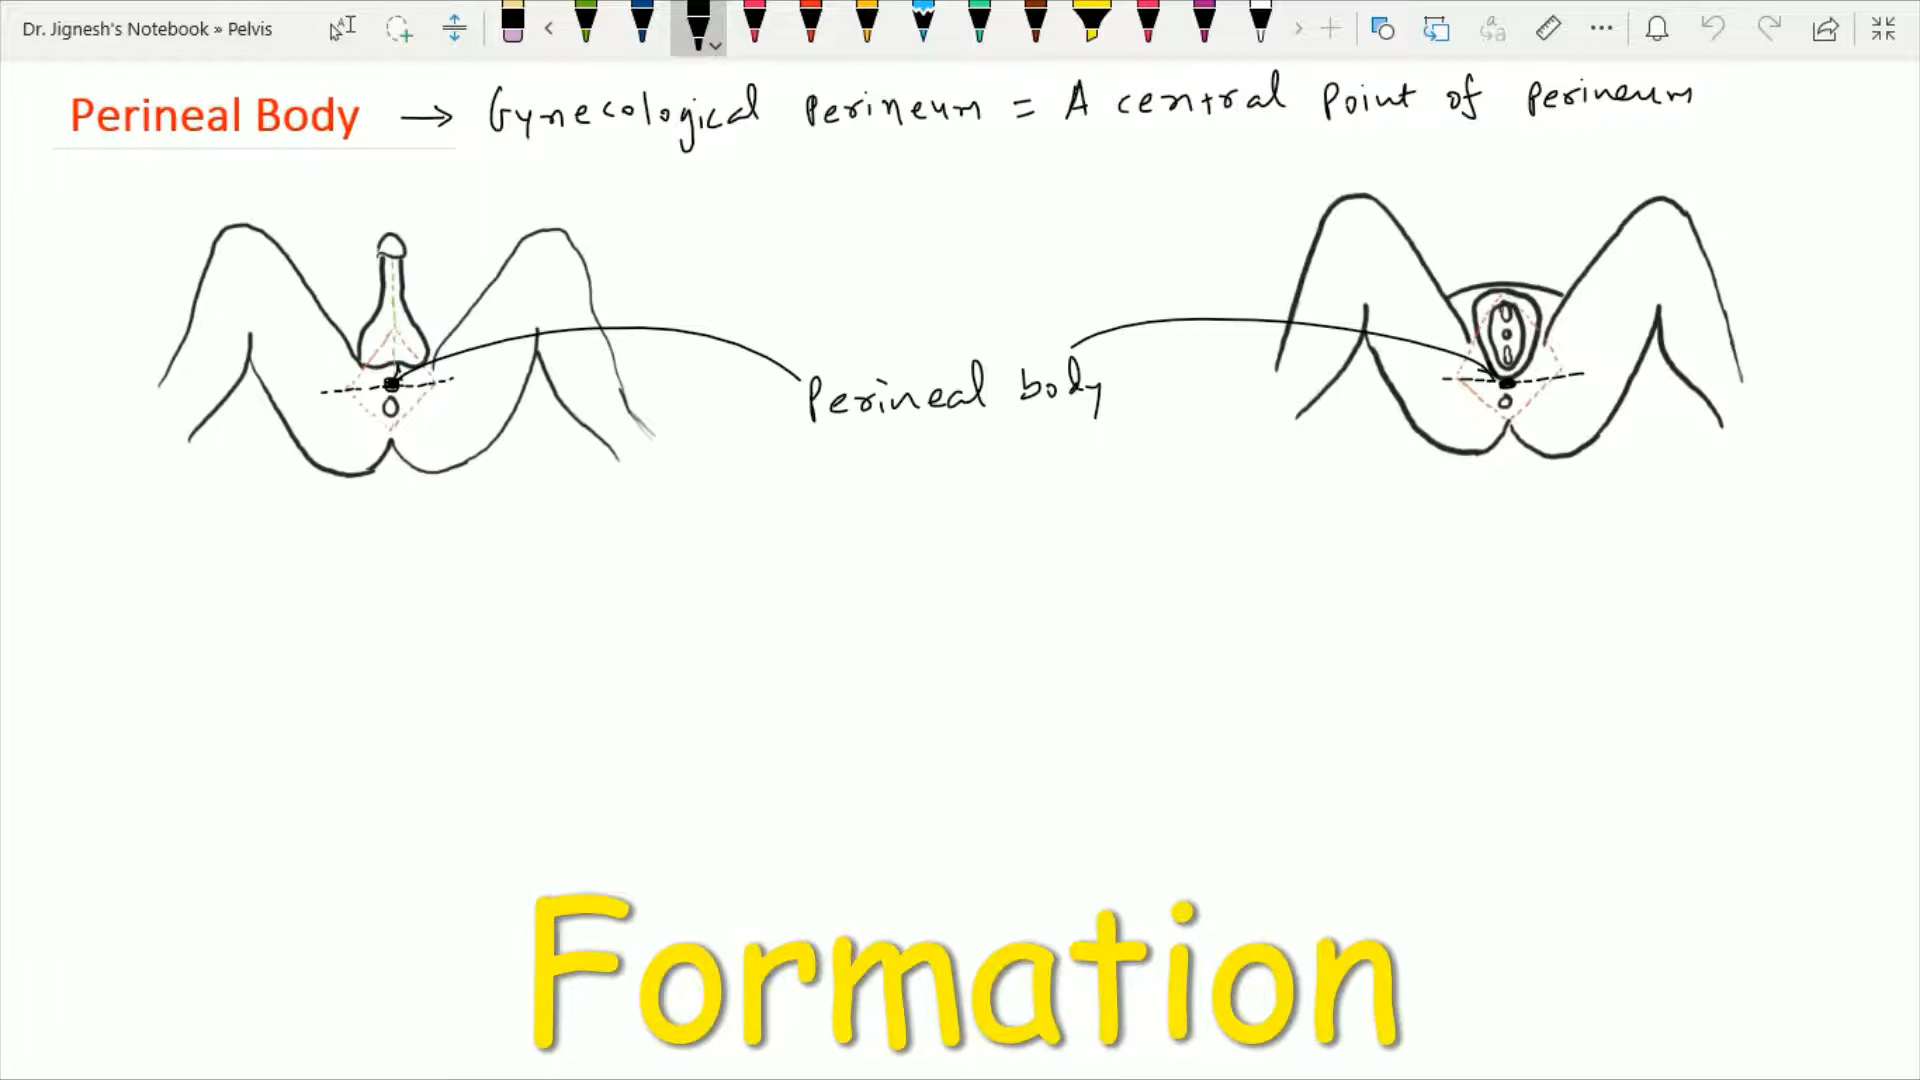 Dr. Jignesh's Notebook » Pelvis
Perineal Body → Gynecological Perineum = A central Point of Perineum
Perineal body
Formation